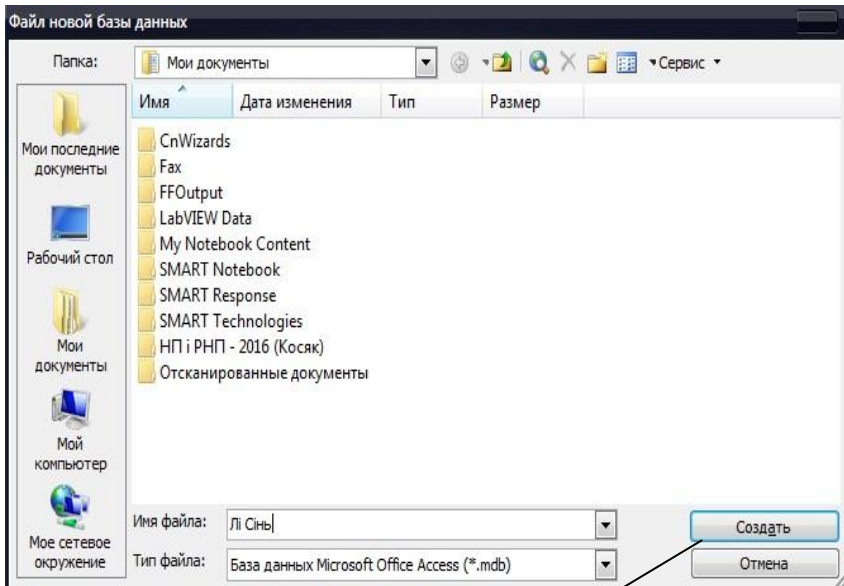 Файл новой базы данных
Папка:
Мои документы
Сервис
Имя Дата изменения Тип Размер
Мои последние
документы
Рабочий стол
Мои
документы
Мой
компьютер
Мое сетевое
окружение
CnWizards
Fax
FFOutput
LabVIEW Data
My Notebook Content
SMART Notebook
SMART Response
SMART Technologies
НП і РНП - 2016 (Косяк)
Отсканированные документы
Имя файла: Лі Сінь
Создать
Тип файла: База данных Microsoft Office Access (*.mdb)
Отмена